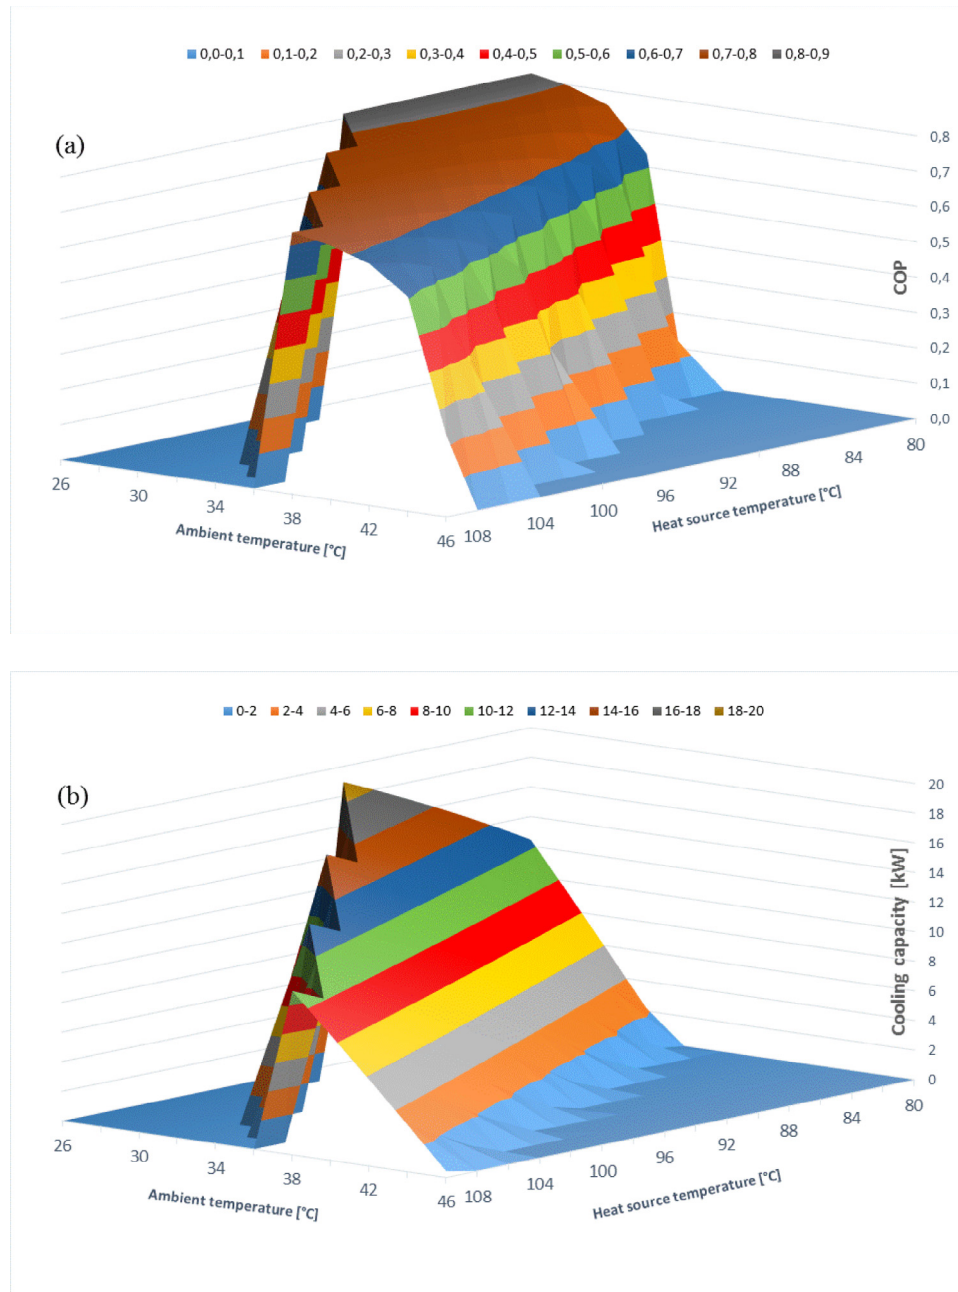 0,0-0,1 0,1-0,2 0,2-0,3 0,3-0,4 0,4-0,5 0,5-0,6 0,6-0,7 0,7-0,8 0,8-0,9
(a)
0,8
0,7
0,6
0,5
0,4
0,3
0,2
0,1
0,0
COP
26 30 34 38 42 46
Ambient temperature [°C]
108 104 100 96 92 88 84 80
Heat source temperature [°C]
0-2 2-4 4-6 6-8 8-10 10-12 12-14 14-16 16-18 18-20
(b)
20
18
16
14
12
10
8
6
4
2
0
Cooling capacity [kW]
26 30 34 38 42 46
Ambient temperature [°C]
108 104 100 96 92 88 84 80
Heat source temperature [°C]